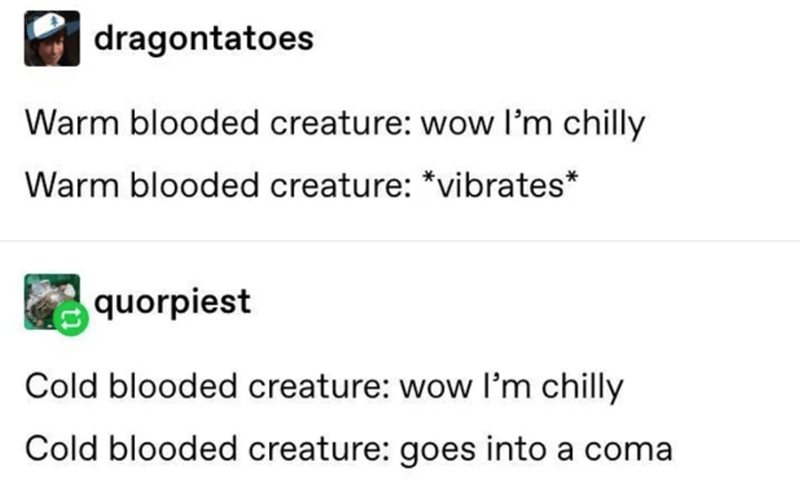 dragontatoes
Warm blooded creature: wow I’m chilly
Warm blooded creature: *vibrates*
quorpiest
Cold blooded creature: wow I’m chilly
Cold blooded creature: goes into a coma